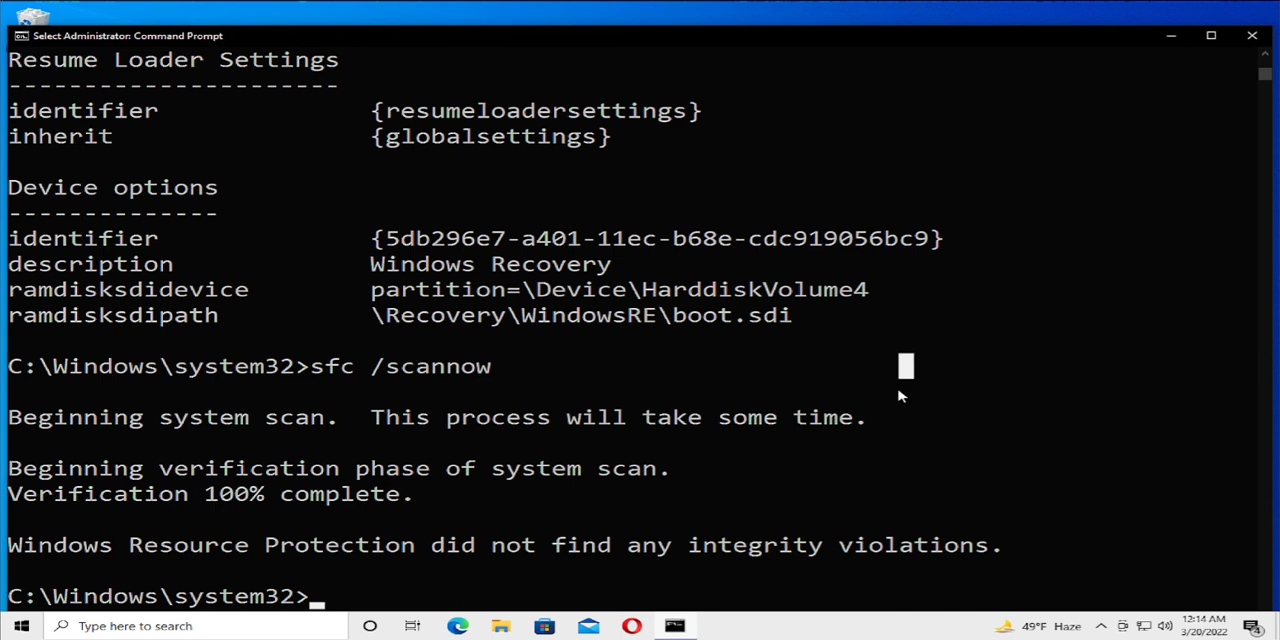 Select Administrator: Command Prompt
Resume Loader Settings
----------------------
identifier              {resumeloadersettings}
inherit                 {globalsettings}
Device options
--------------
identifier              {5db296e7-a401-11ec-b68e-cdc919056bc9}
description             Windows Recovery
ramdisksdidevice        partition=\Device\HarddiskVolume4
ramdisksdipath          \Recovery\WindowsRE\boot.sdi
C:\Windows\system32>sfc /scannow
Beginning system scan.  This process will take some time.
Beginning verification phase of system scan.
Verification 100% complete.
Windows Resource Protection did not find any integrity violations.
C:\Windows\system32>_
Type here to search
49°F Haze
12:14 AM
3/20/2022
4